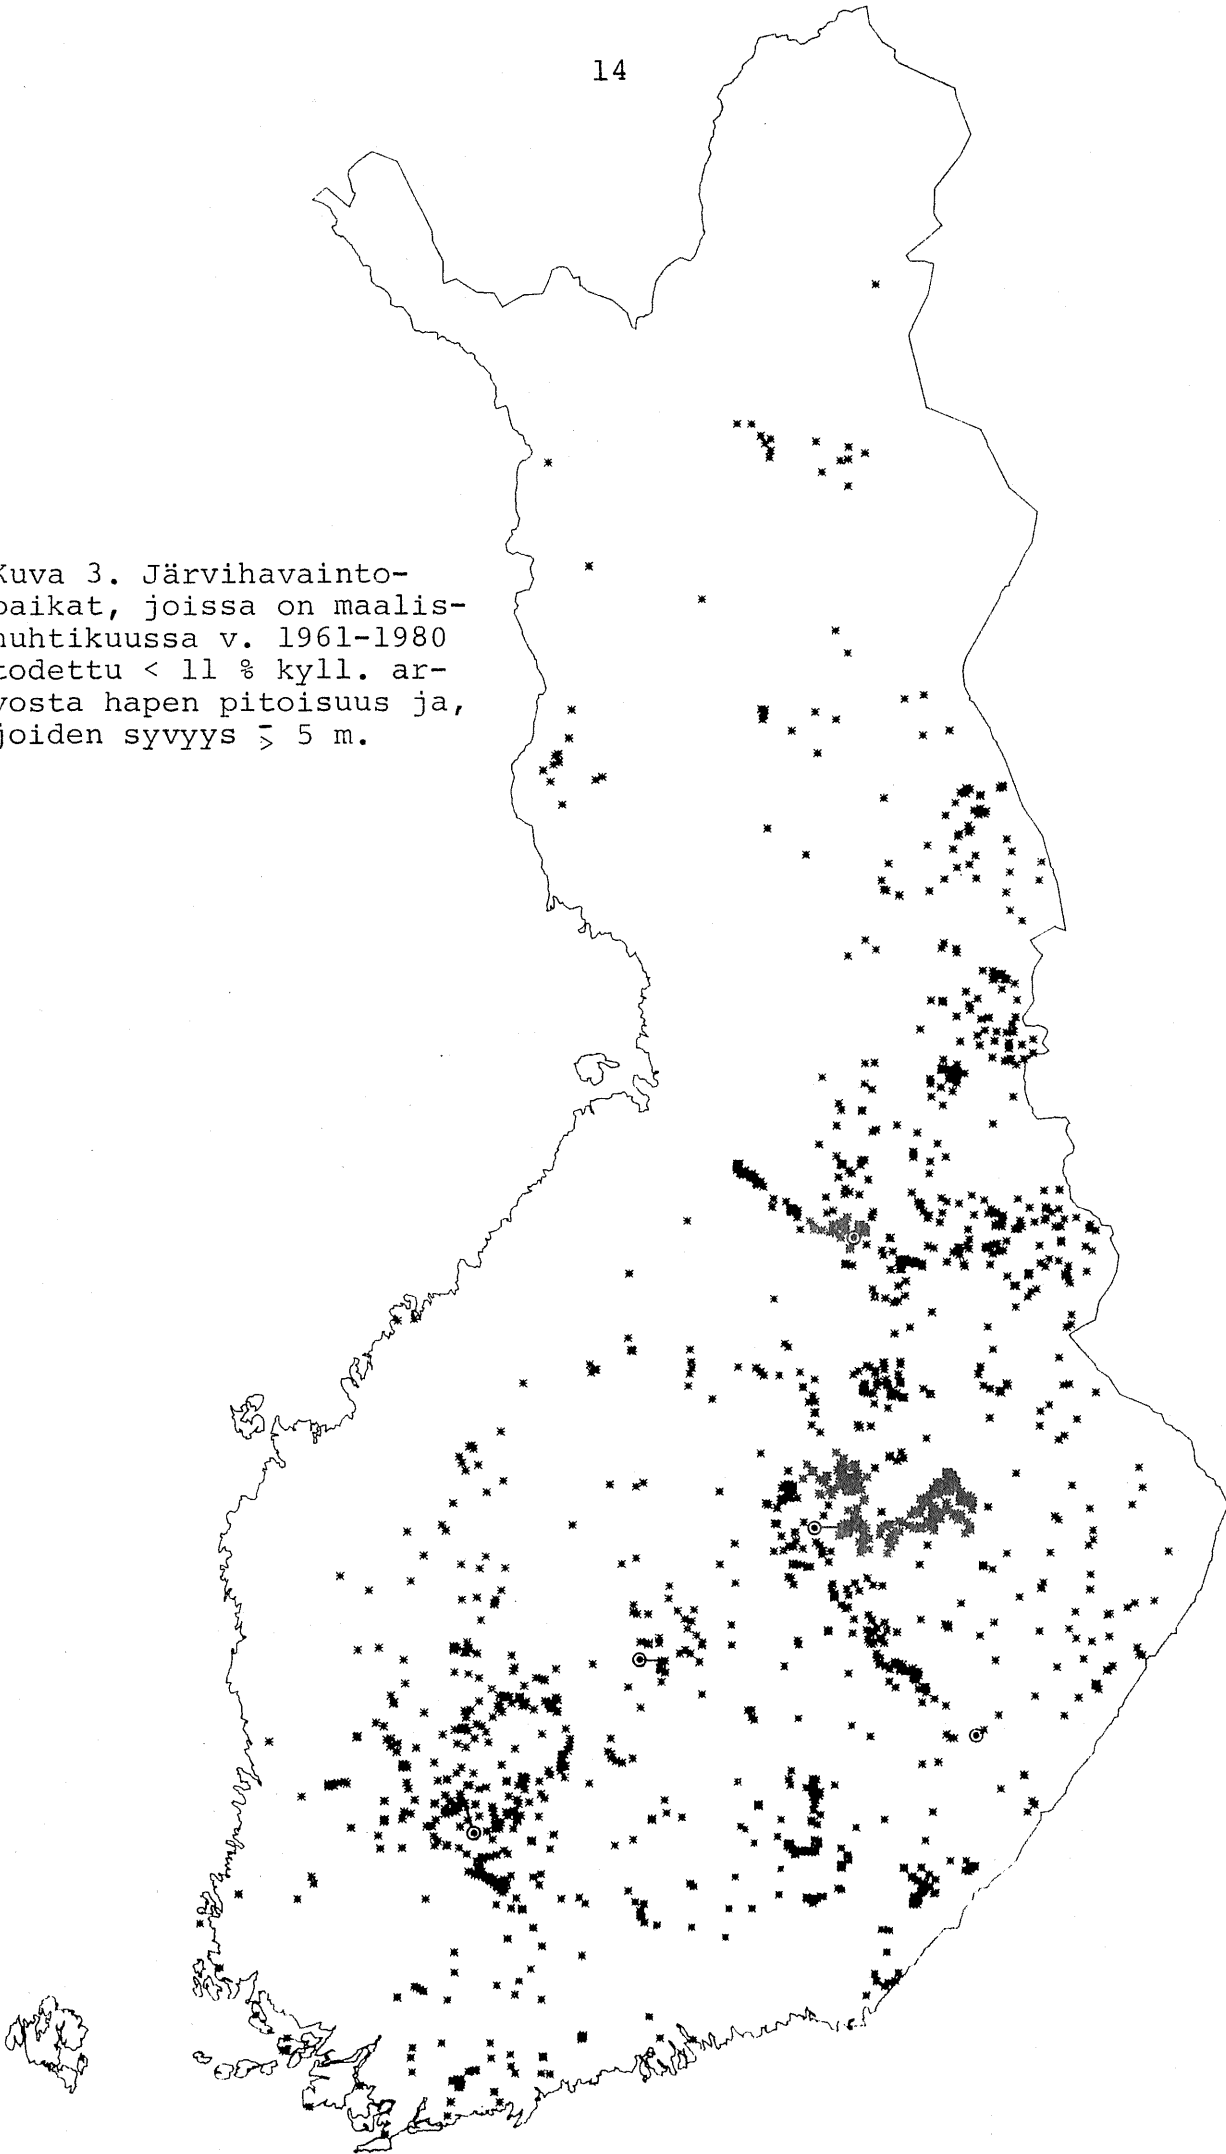 14
Kuva 3. Järvihavainto-
paikat, joissa on maalis-
huhtikuussa v. 1961-1980
todettu < 11 % kyll. ar-
vosta hapen pitoisuus ja,
joiden syvyys ⋝ 5 m.